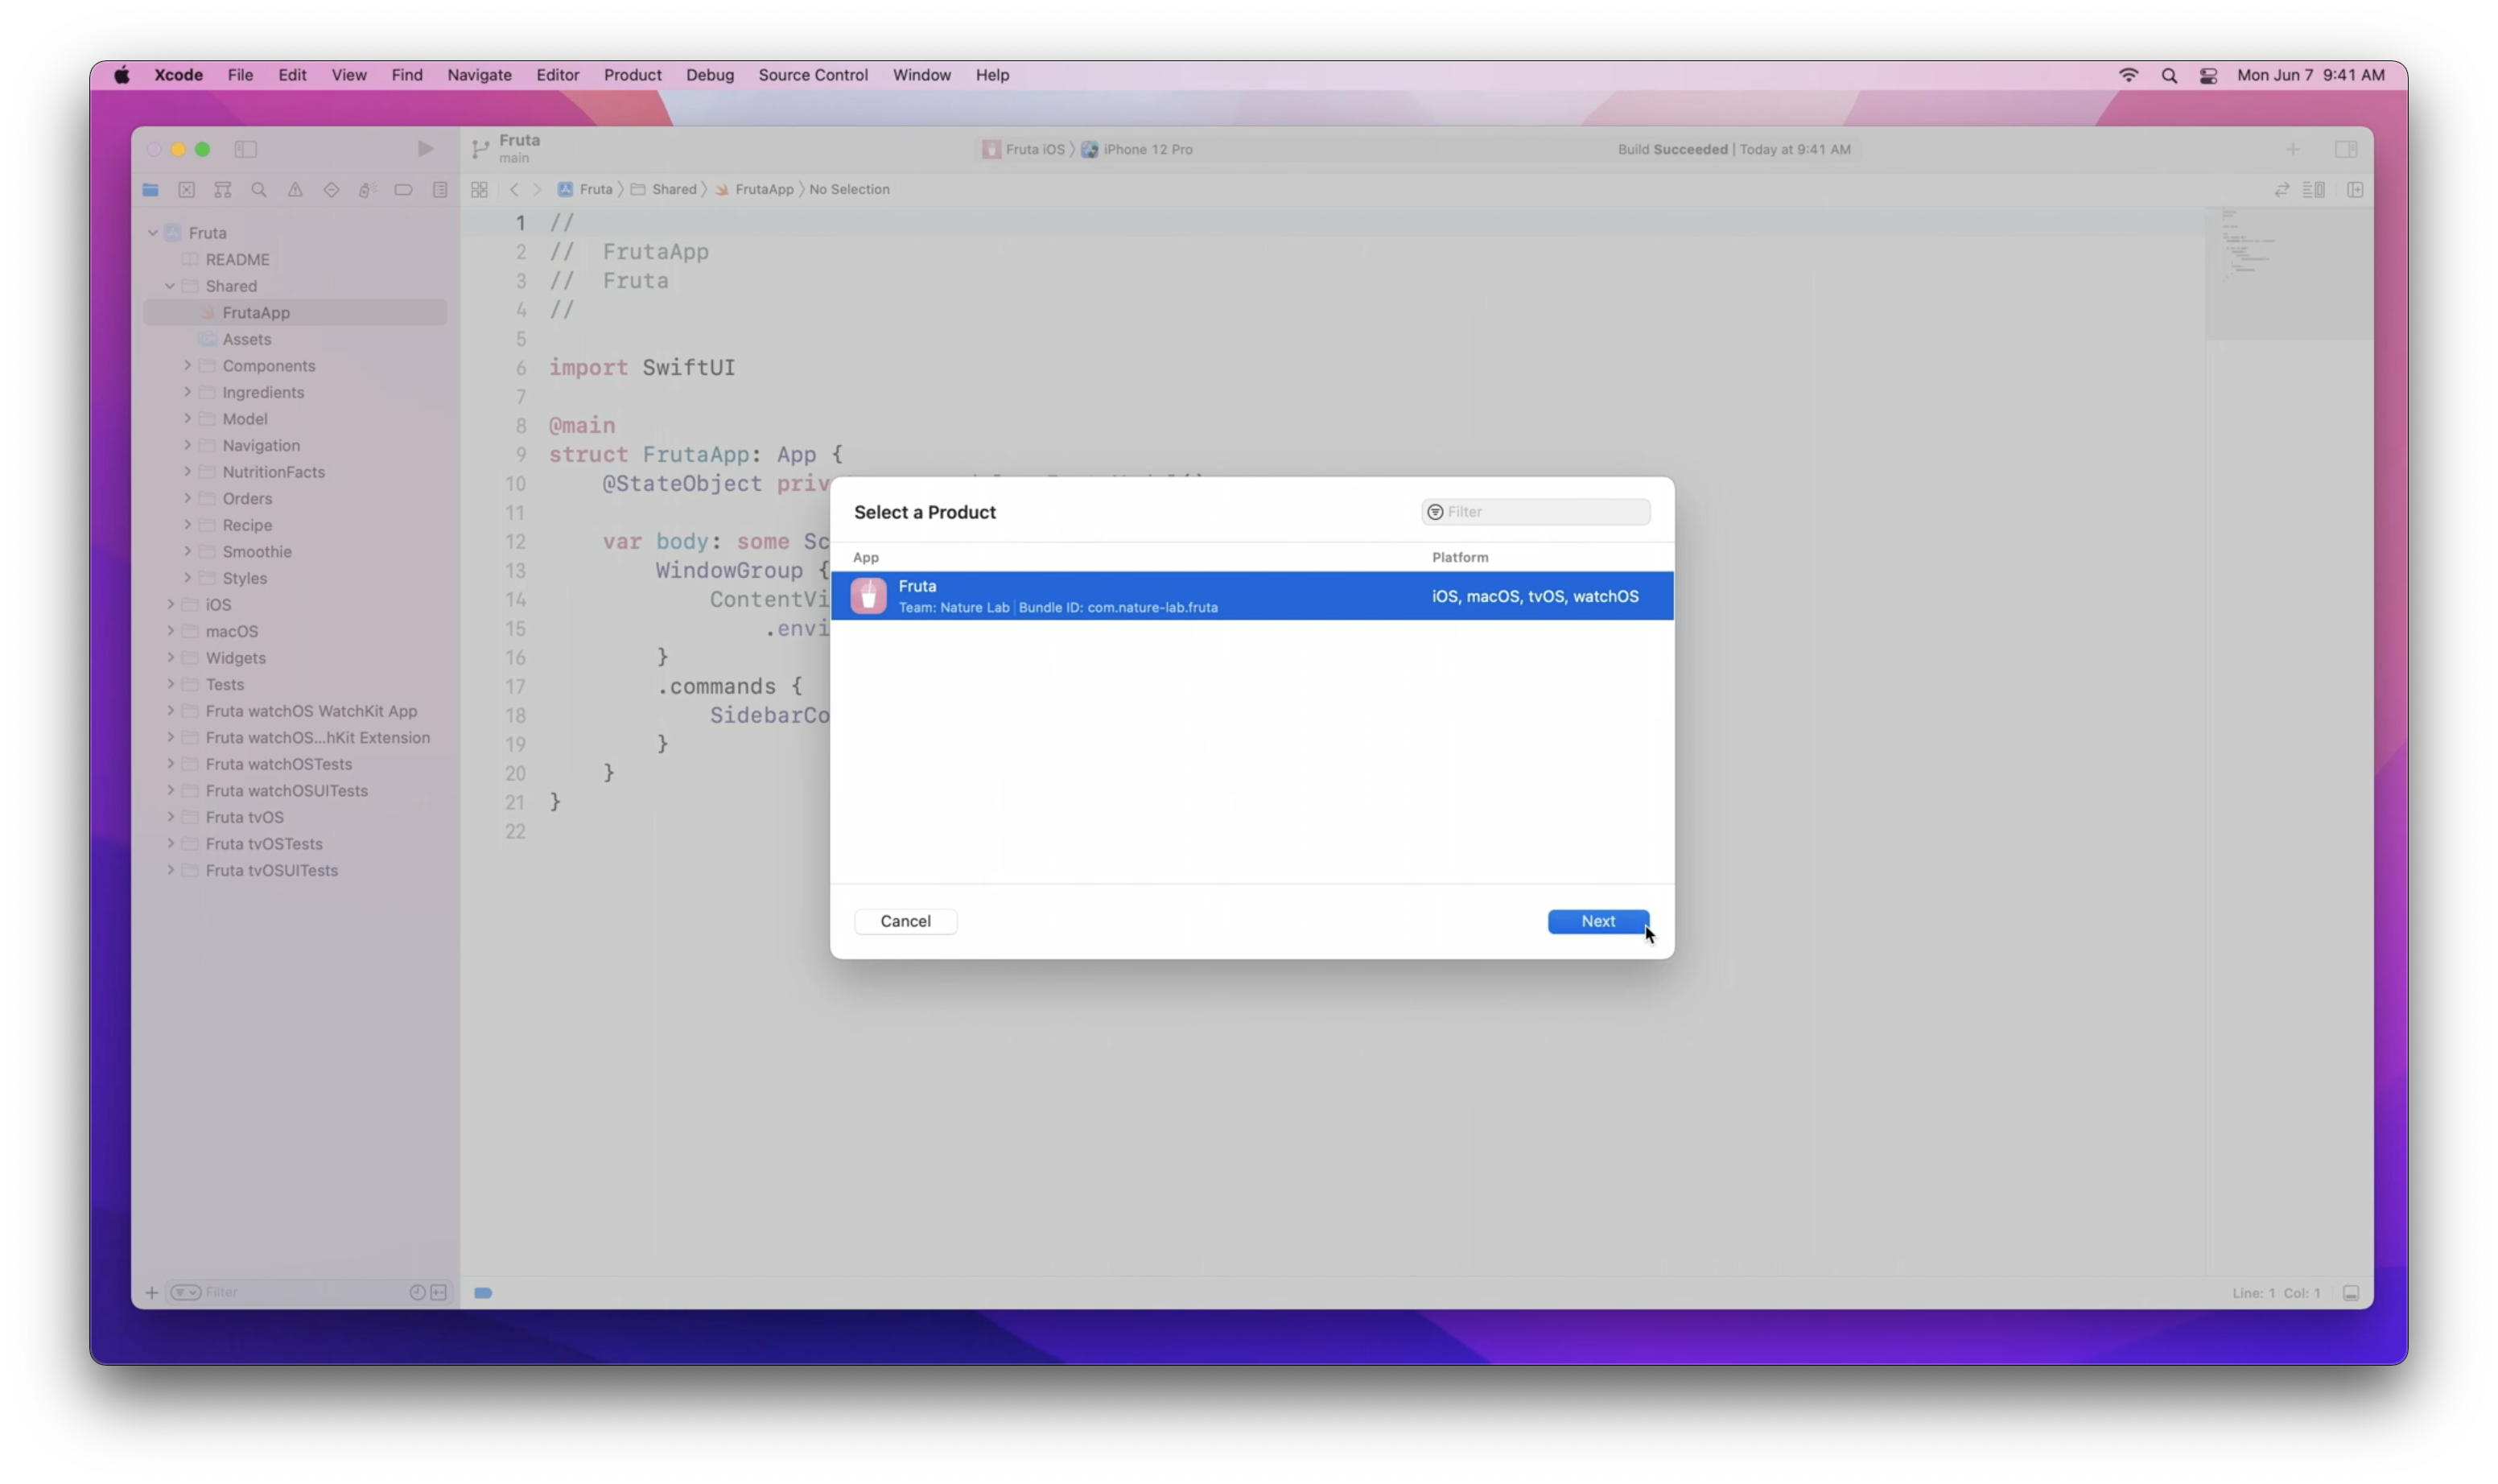 Xcode File Edit View Find Navigate Editor Product Debug Source Control Window Help Mon Jun 7 9:41 AM
Fruta
main
Fruta iOS iPhone 12 Pro Build Succeeded | Today at 9:41 AM
Fruta Shared FrutaApp No Selection
Fruta
README
Shared
FrutaApp
Assets
Components
Ingredients
Model
Navigation
NutritionFacts
Orders
Recipe
Smoothie
Styles
iOS
macOS
Widgets
Tests
Fruta watchOS WatchKit App
Fruta watchOS...hKit Extension
Fruta watchOSTests
Fruta watchOSUITests
Fruta tvOS
Fruta tvOSTests
Fruta tvOSUITests
Filter
1 //
2 // FrutaApp
3 // Fruta
4 //
5
6 import SwiftUI
7
8 @main
9 struct FrutaApp: App {
10 @StateObject priv
11
12 var body: some Sc
13 WindowGroup {
14 ContentVi
15 .envi
16 }
17 .commands {
18 SidebarCo
19 }
20 }
21 }
22
Select a Product Filter
App Platform
Fruta
Team: Nature Lab | Bundle ID: com.nature-lab.fruta iOS, macOS, tvOS, watchOS
Cancel Next
Line: 1 Col: 1